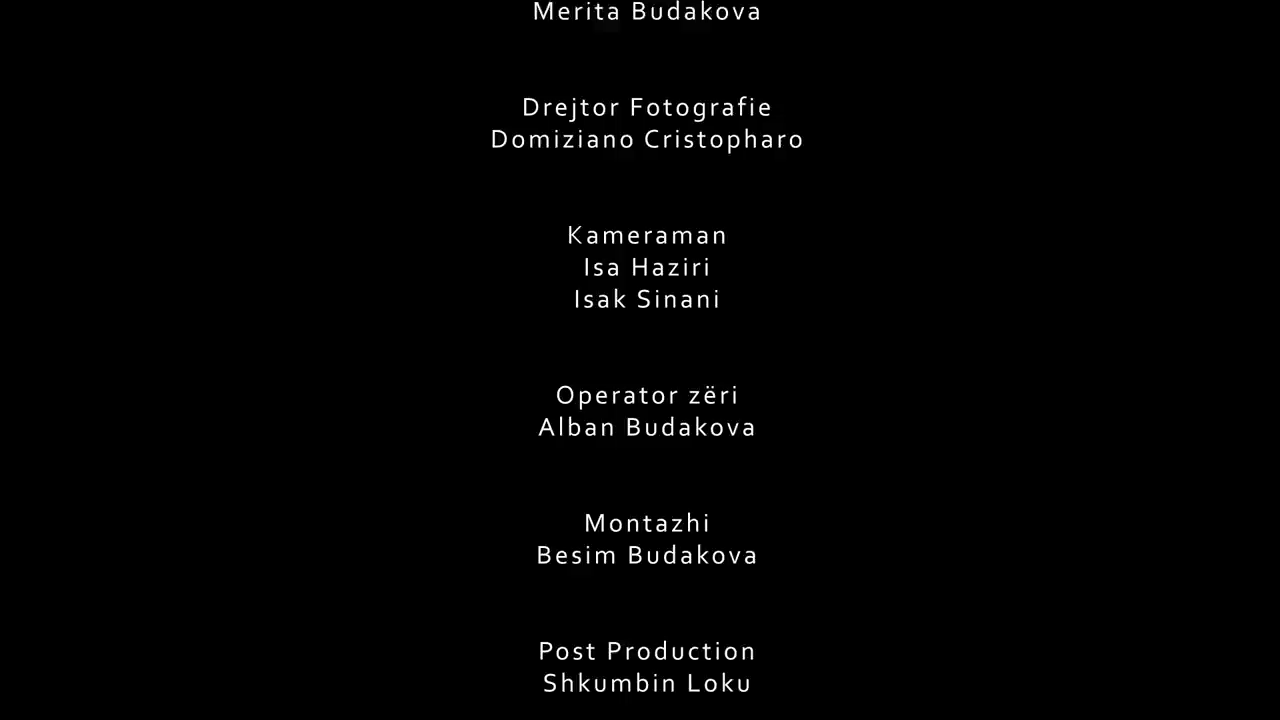 Merita Budakova
Drejtor Fotografie
Domiziano Cristopharo
Kameraman
Isa Haziri
Isak Sinani
Operator zëri
Alban Budakova
Montazhi
Besim Budakova
Post Production
Shkumbin Loku